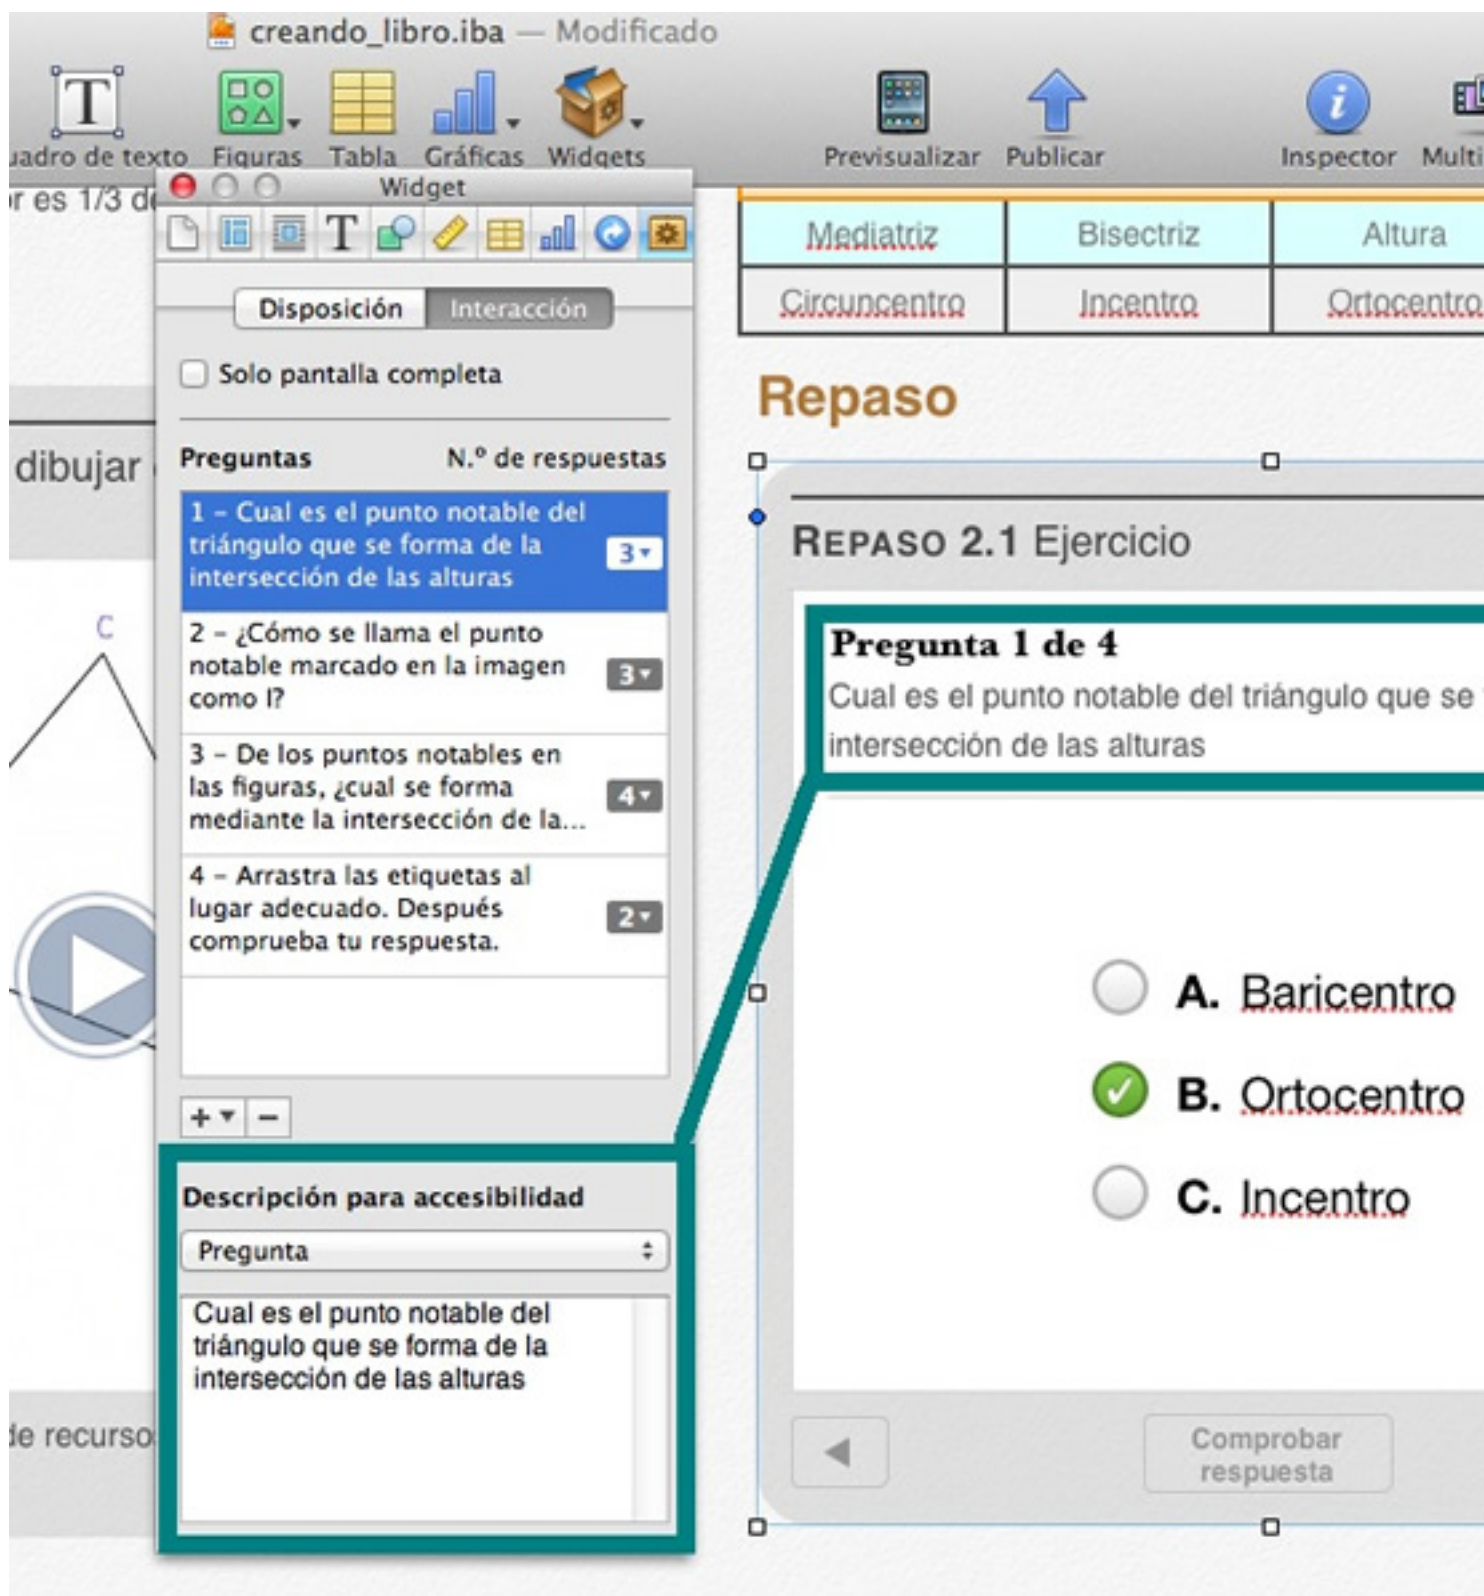 creando_libro.iba — Modificado
de texto Figuras Tabla Gráficas Widgets Previsualizar Publicar Inspector
es 1/3
Widget
Disposición Interacción
Solo pantalla completa
Preguntas N.º de respuestas
1 – Cual es el punto notable del
triángulo que se forma de la
intersección de las alturas
3
2 – ¿Cómo se llama el punto
notable marcado en la imagen
como I?
3
3 – De los puntos notables en
las figuras, ¿cual se forma
mediante la intersección de la...
4
4 – Arrastra las etiquetas al
lugar adecuado. Después
comprueba tu respuesta.
2
+ −
Descripción para accesibilidad
Pregunta
Cual es el punto notable del
triángulo que se forma de la
intersección de las alturas
dibujar
C
de recurso
Mediatriz Bisectriz Altura
Circuncentro Incentro Ortocentro
Repaso
REPASO 2.1 Ejercicio
Pregunta 1 de 4
Cual es el punto notable del triángulo que se
intersección de las alturas
A. Baricentro
B. Ortocentro
C. Incentro
Comprobar
respuesta